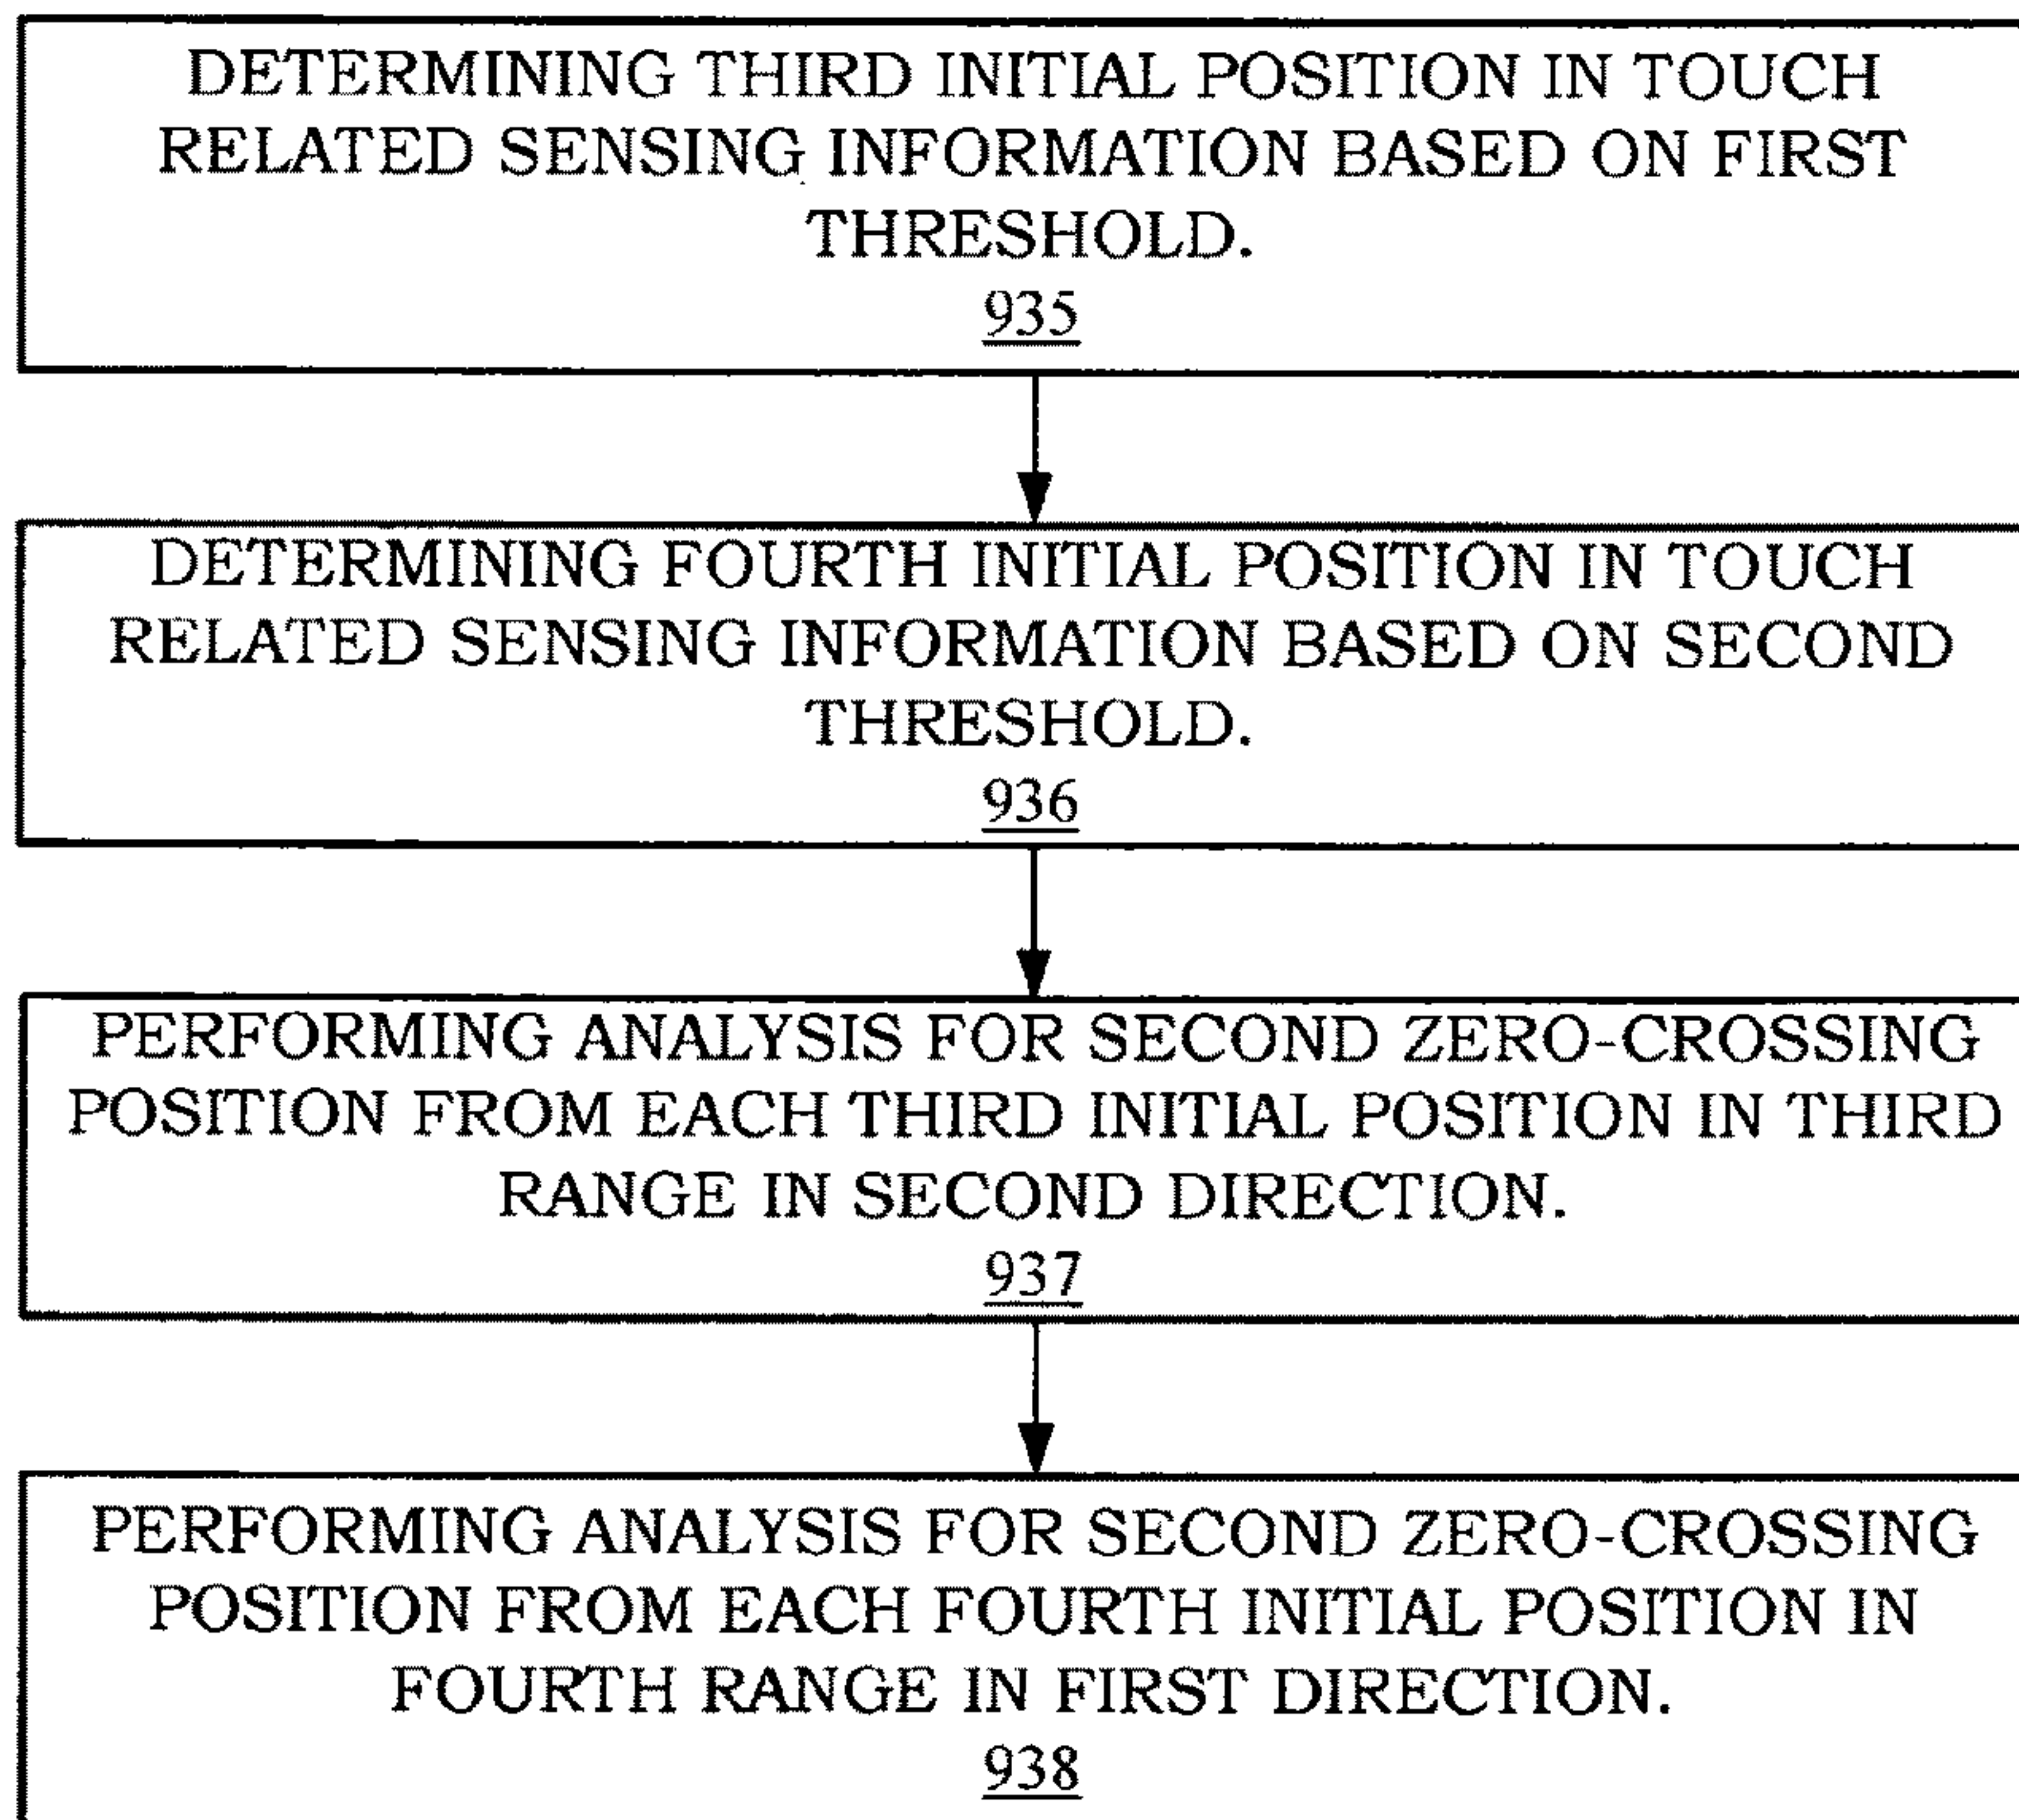 DETERMINING THIRD INITIAL POSITION IN TOUCH
RELATED SENSING INFORMATION BASED ON FIRST
THRESHOLD.
935
DETERMINING FOURTH INITIAL POSITION IN TOUCH
RELATED SENSING INFORMATION BASED ON SECOND
THRESHOLD.
936
PERFORMING ANALYSIS FOR SECOND ZERO-CROSSING
POSITION FROM EACH THIRD INITIAL POSITION IN THIRD
RANGE IN SECOND DIRECTION.
937
PERFORMING ANALYSIS FOR SECOND ZERO-CROSSING
POSITION FROM EACH FOURTH INITIAL POSITION IN
FOURTH RANGE IN FIRST DIRECTION.
938